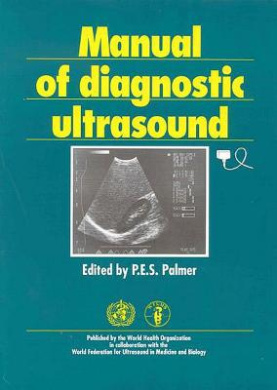 Manual
of diagnostic
ultrasound
Edited by P.E.S. Palmer
Published by the World Health Organization
in collaboration with the
World Federation for Ultrasound in Medicine and Biology